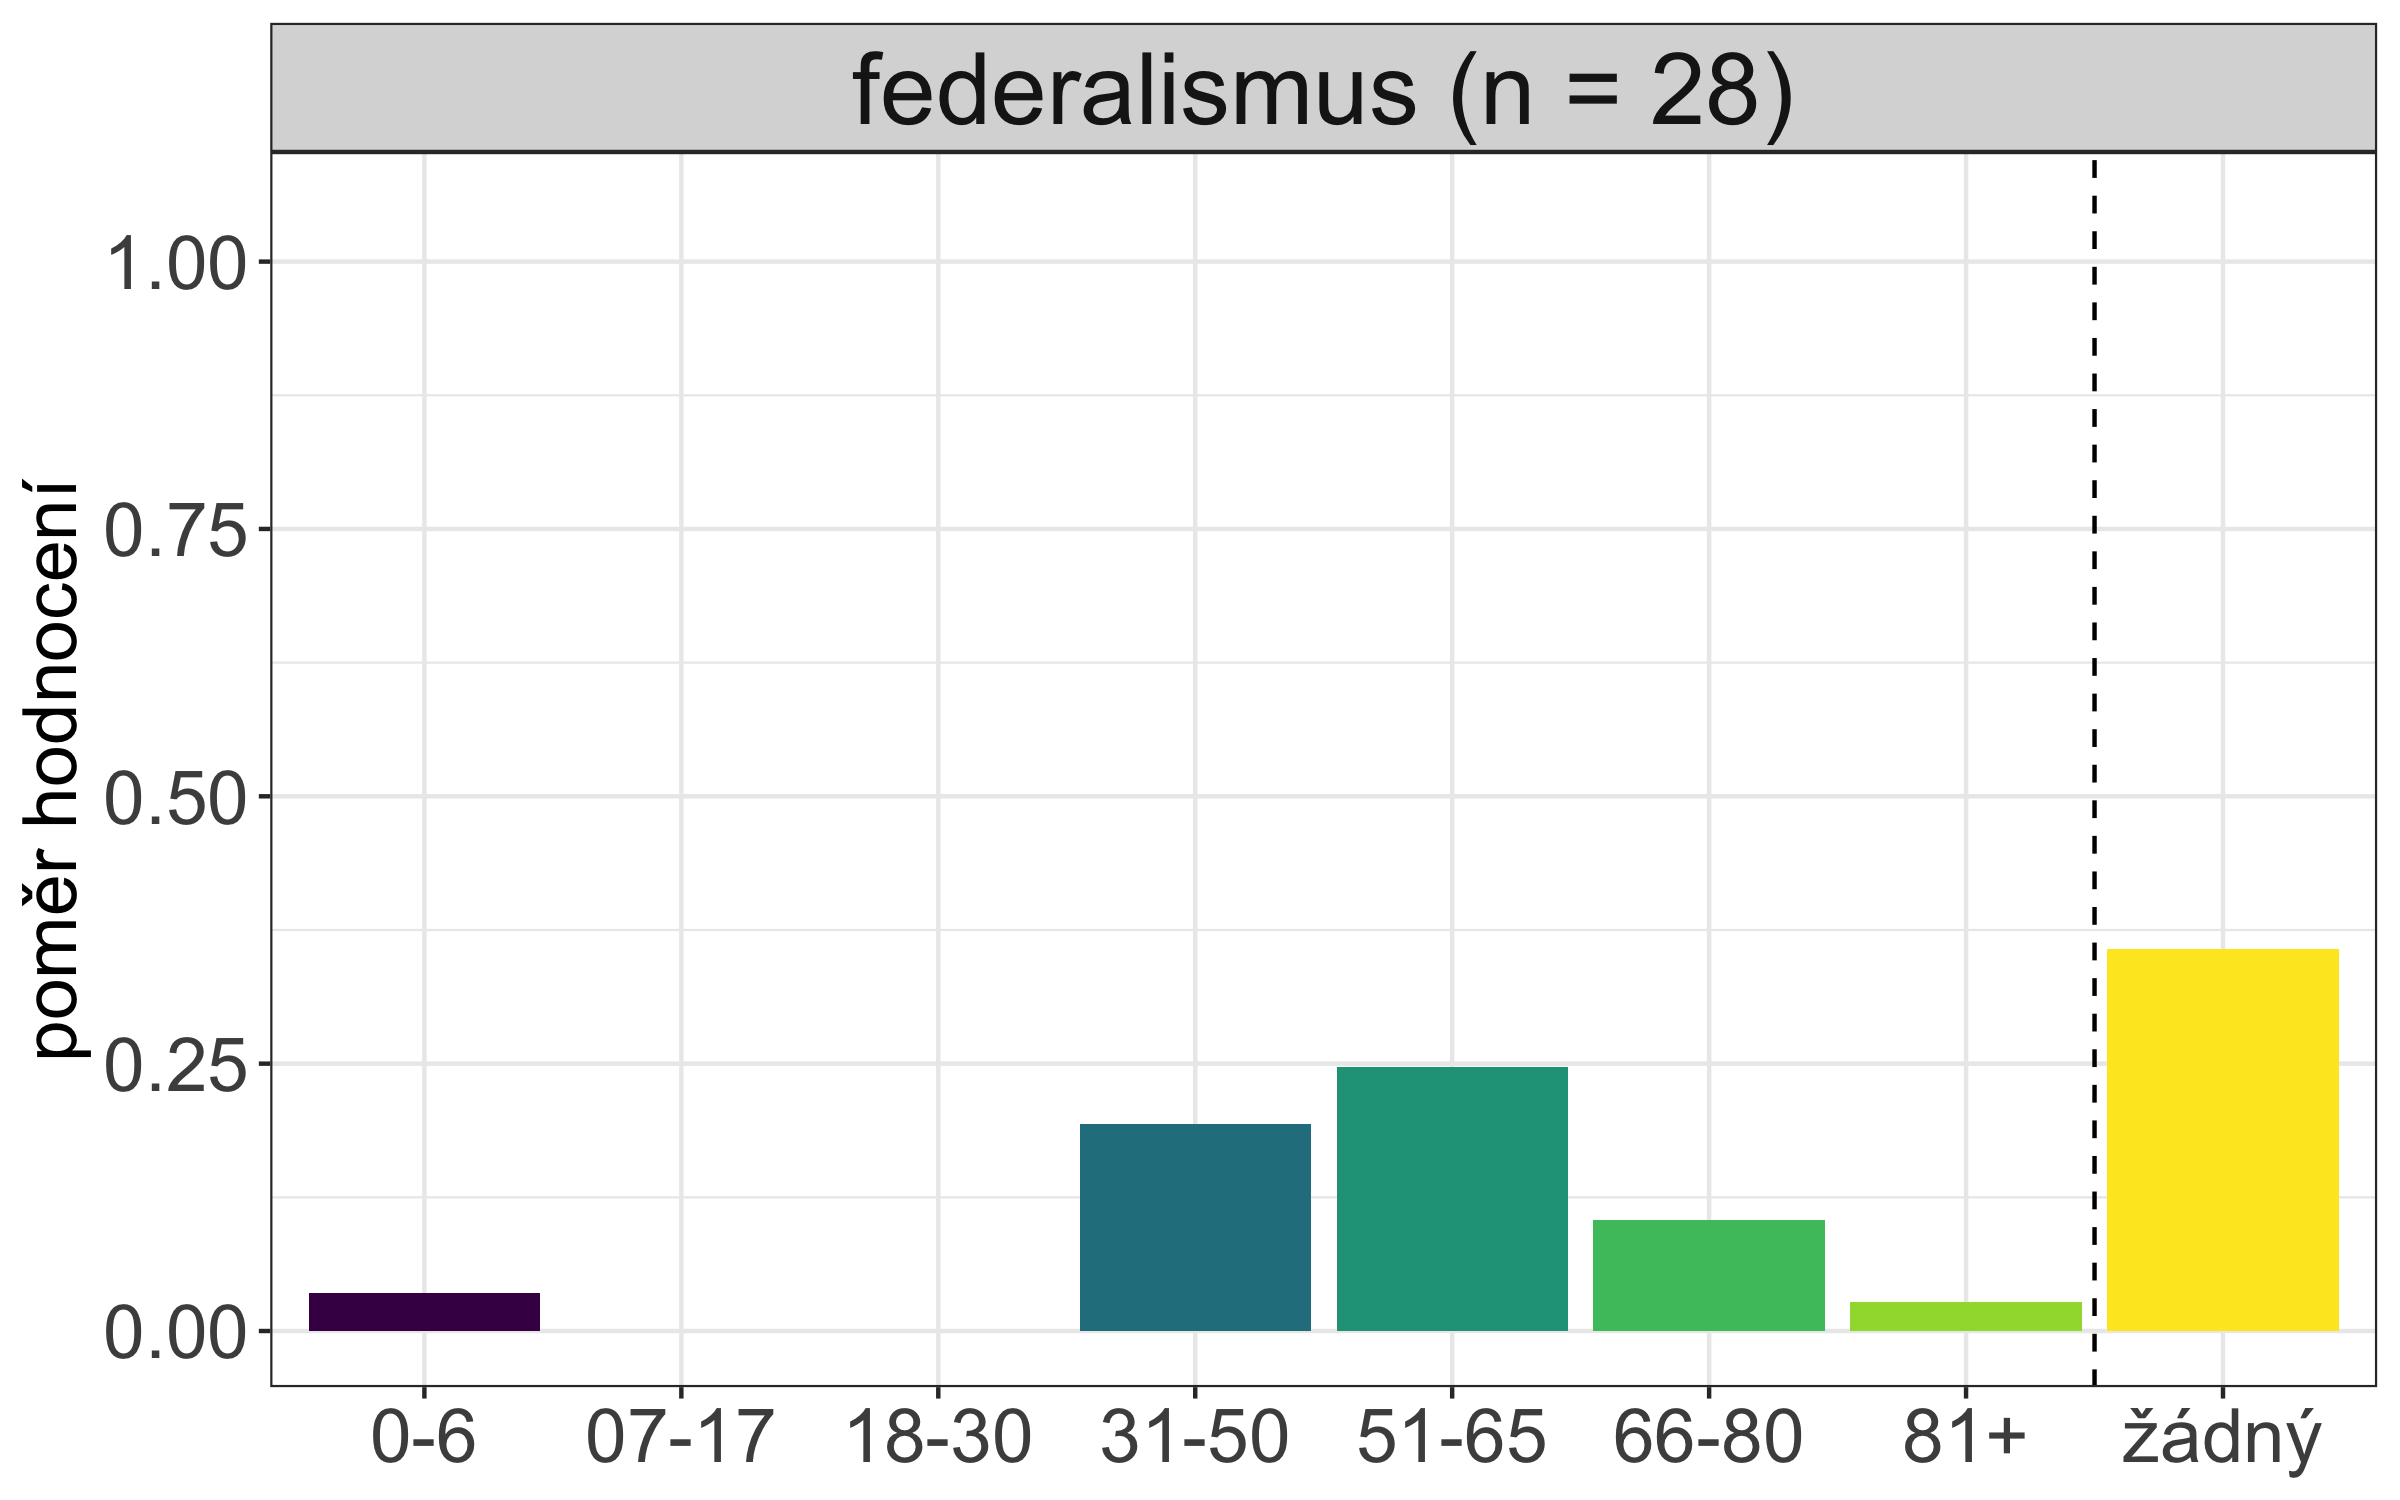 federalismus (n = 28)
poměr hodnocení
1.00
0.75
0.50
0.25
0.00
0-6 07-17 18-30 31-50 51-65 66-80 81+ žádný